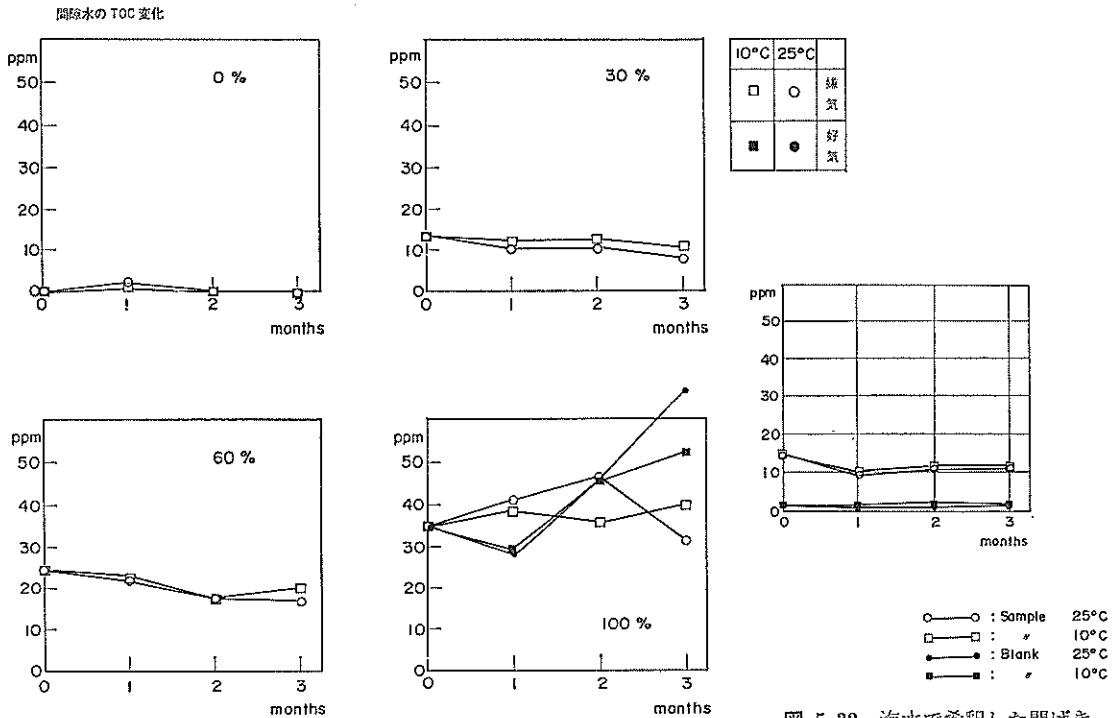 間隙水の TOC 変化
ppm
50
40
30
20
10
0
0 %
0 1 2 3
months
ppm
50
40
30
20
10
0
30 %
0 1 2 3
months
10°C 25°C
嫌気
好気
ppm
50
40
30
20
10
0
60 %
0 1 2 3
months
ppm
50
40
30
20
10
0
100 %
0 1 2 3
months
ppm
50
40
30
20
10
0
0 1 2 3
months
: Sample 25°C
: 〃 10°C
: Blank 25°C
: 〃 10°C